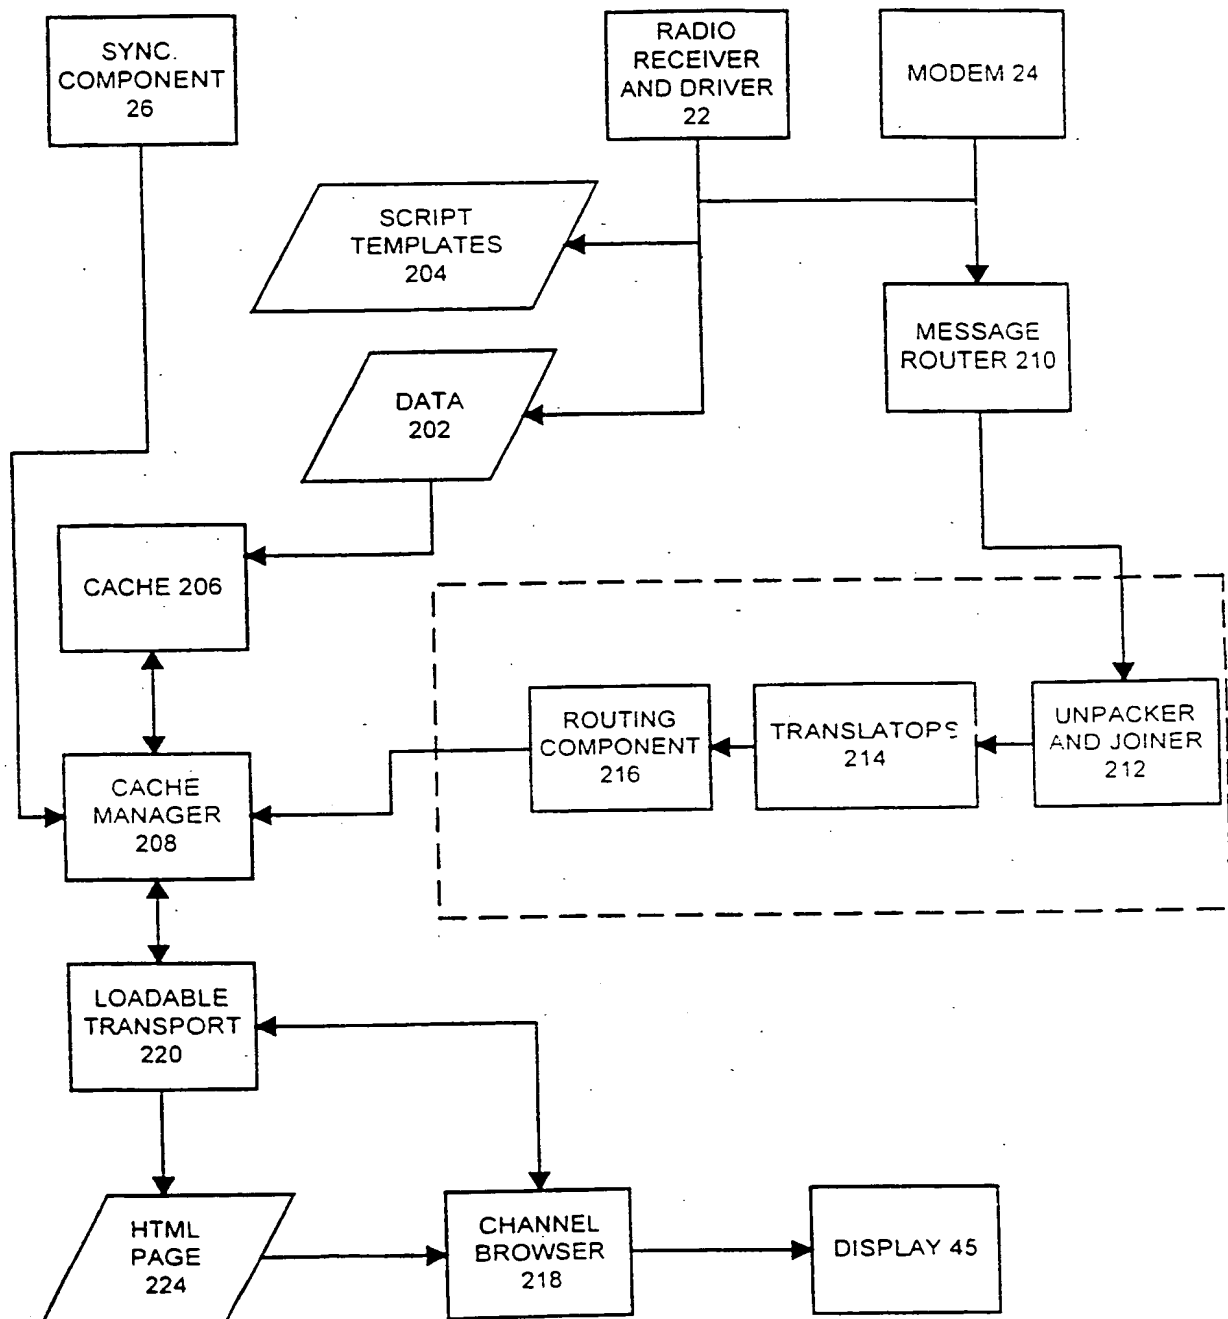 SYNC.
COMPONENT
26
RADIO
RECEIVER
AND DRIVER
22
MODEM 24
SCRIPT
TEMPLATES
204
MESSAGE
ROUTER 210
DATA
202
CACHE 206
ROUTING
COMPONENT
216
TRANSLATOPS
214
UNPACKER
AND JOINER
212
CACHE
MANAGER
208
LOADABLE
TRANSPORT
220
HTML
PAGE
224
CHANNEL
BROWSER
218
DISPLAY 45